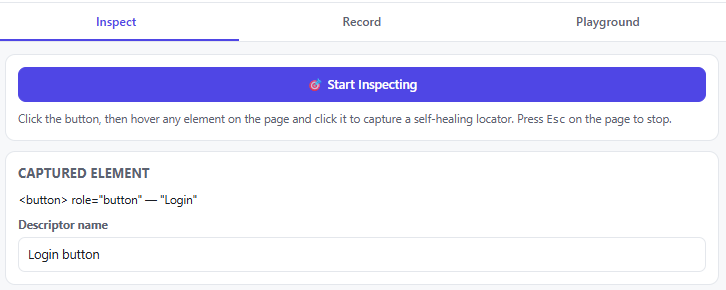 Inspect
Record
Playground
🎯 Start Inspecting
Click the button, then hover any element on the page and click it to capture a self-healing locator. Press Esc on the page to stop.
CAPTURED ELEMENT
<button> role="button" — "Login"
Descriptor name
Login button